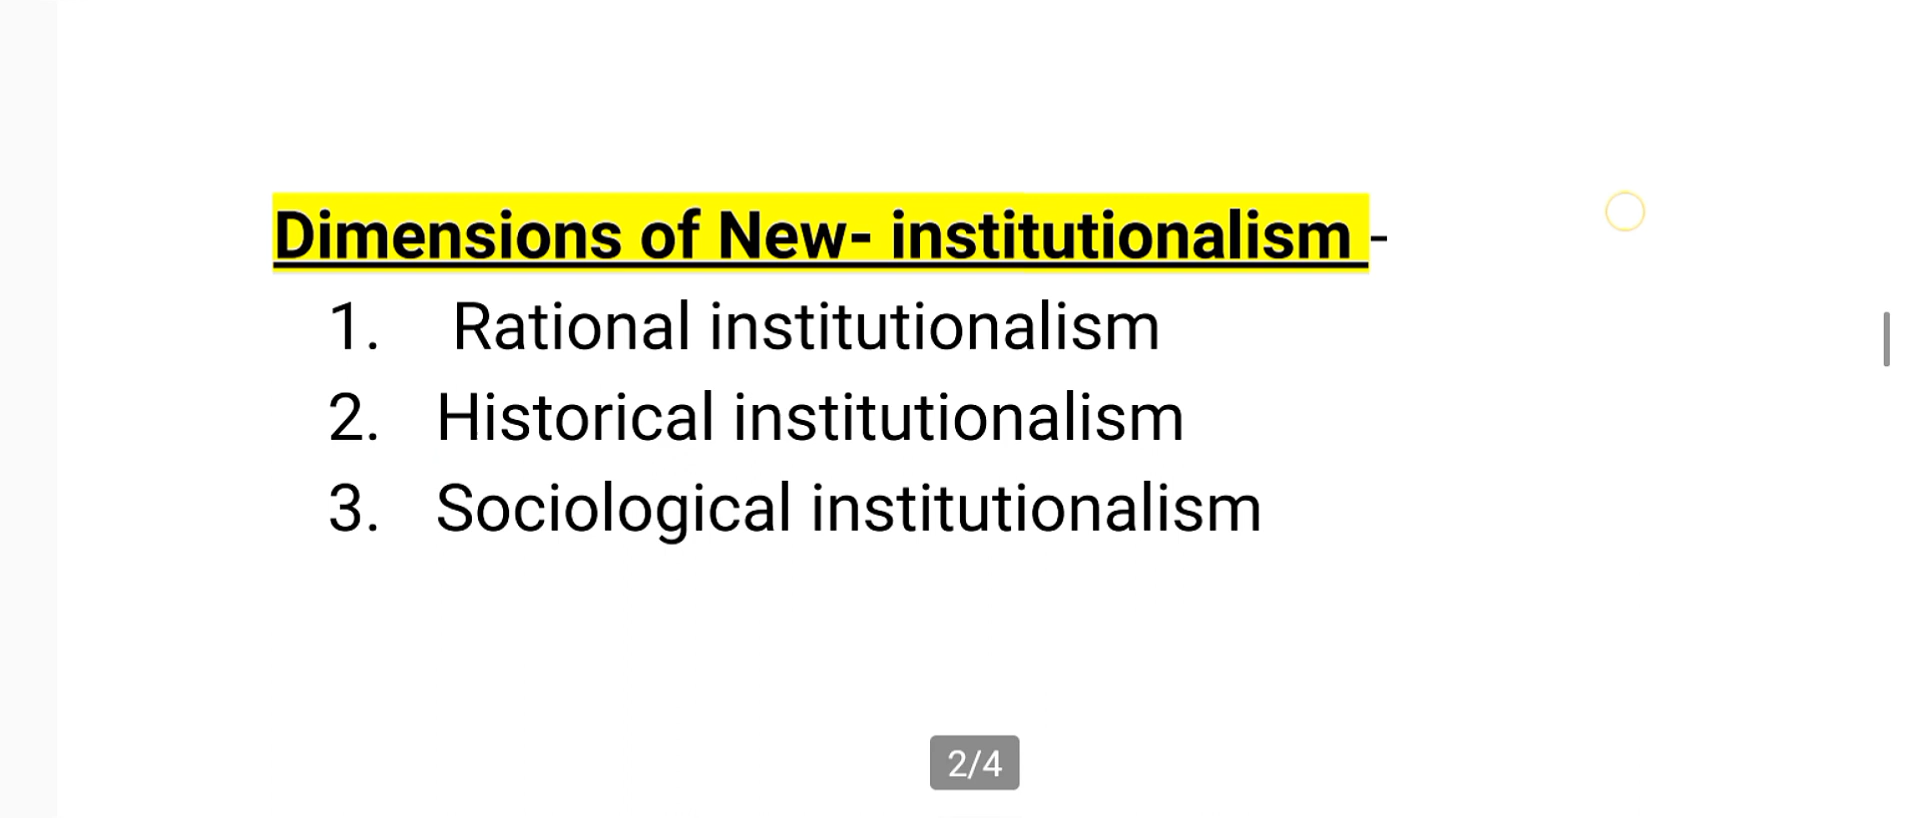 Dimensions of New- institutionalism -
1. Rational institutionalism
2. Historical institutionalism
3. Sociological institutionalism
2/4